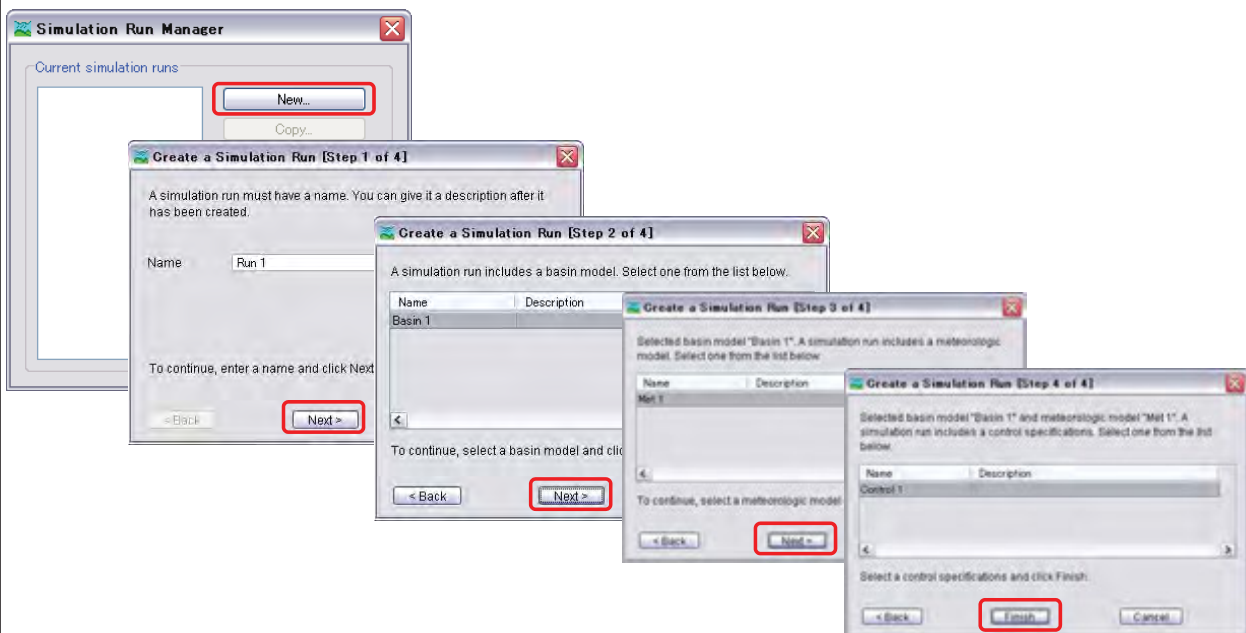 Simulation Run Manager
Current simulation runs
New...
Copy...
Create a Simulation Run [Step 1 of 4]
A simulation run must have a name. You can give it a description after it
has been created.
Name Run 1
To continue, enter a name and click Next
< Back Next >
Create a Simulation Run [Step 2 of 4]
A simulation run includes a basin model. Select one from the list below.
Name Description
Basin 1
To continue, select a basin model and clic
< Back Next >
Create a Simulation Run [Step 3 of 4]
Selected basin model "Basin 1". A simulation run includes a meteorologic
model. Select one from the list below.
Name Description
Met 1
To continue, select a meteorologic model
< Back Next >
Create a Simulation Run [Step 4 of 4]
Selected basin model "Basin 1" and meteorologic model "Met 1". A
simulation run includes a control specifications. Select one from the list
below.
Name Description
Control 1
Select a control specifications and click Finish.
< Back Finish Cancel